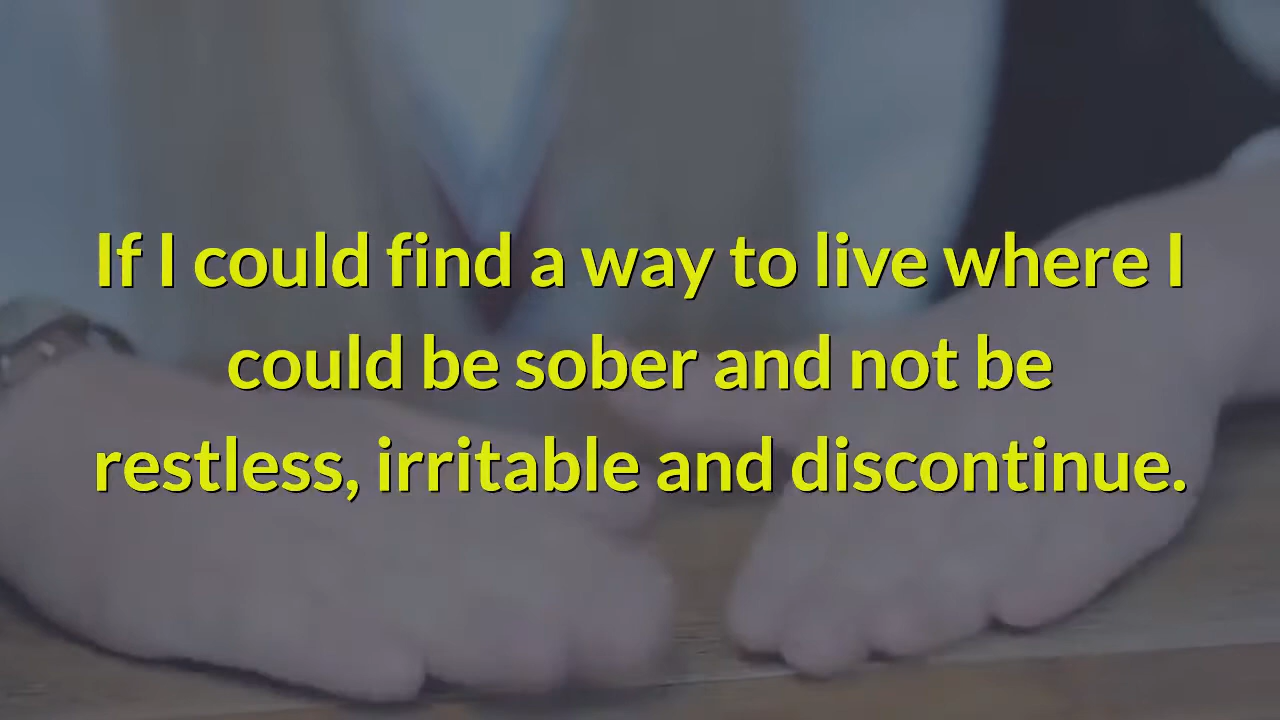 If I could find a way to live where I
could be sober and not be
restless, irritable and discontinue.